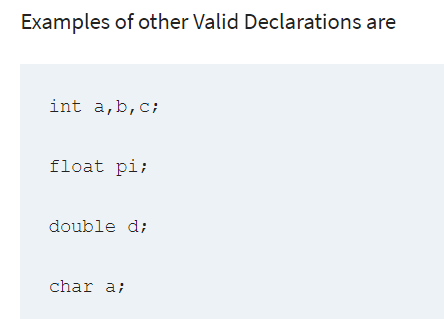 Examples of other Valid Declarations are
int a,b,c;
float pi;
double d;
char a;